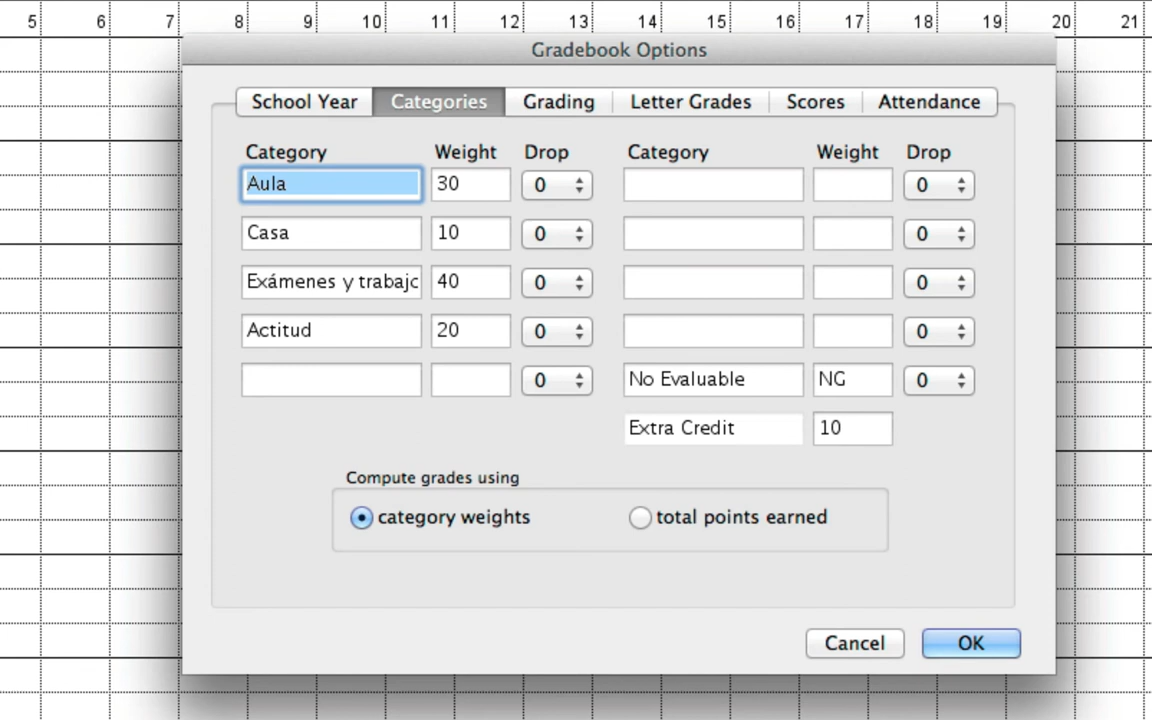 5 6 7 8 9 10 11 12 13 14 15 16 17 18 19 20 21
Gradebook Options
School Year Categories Grading Letter Grades Scores Attendance
Category Weight Drop Category Weight Drop
Aula 30 0 0
Casa 10 0 0
Exámenes y trabajo 40 0 0
Actitud 20 0 0
0 No Evaluable NG 0
Extra Credit 10
Compute grades using
category weights total points earned
Cancel OK